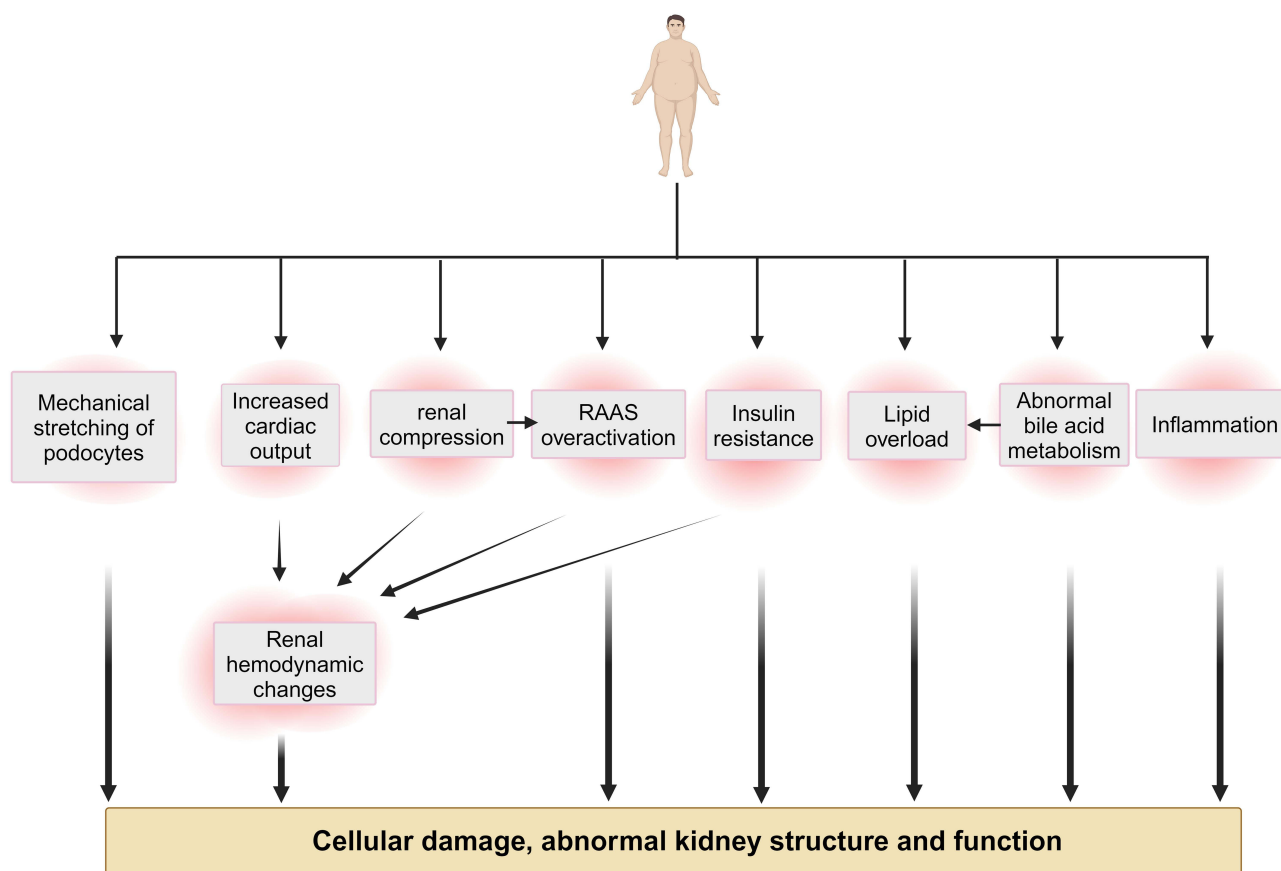 Mechanical
stretching of
podocytes
Increased
cardiac
output
renal
compression
RAAS
overactivation
Insulin
resistance
Lipid
overload
Abnormal
bile acid
metabolism
Inflammation
Renal
hemodynamic
changes
Cellular damage, abnormal kidney structure and function